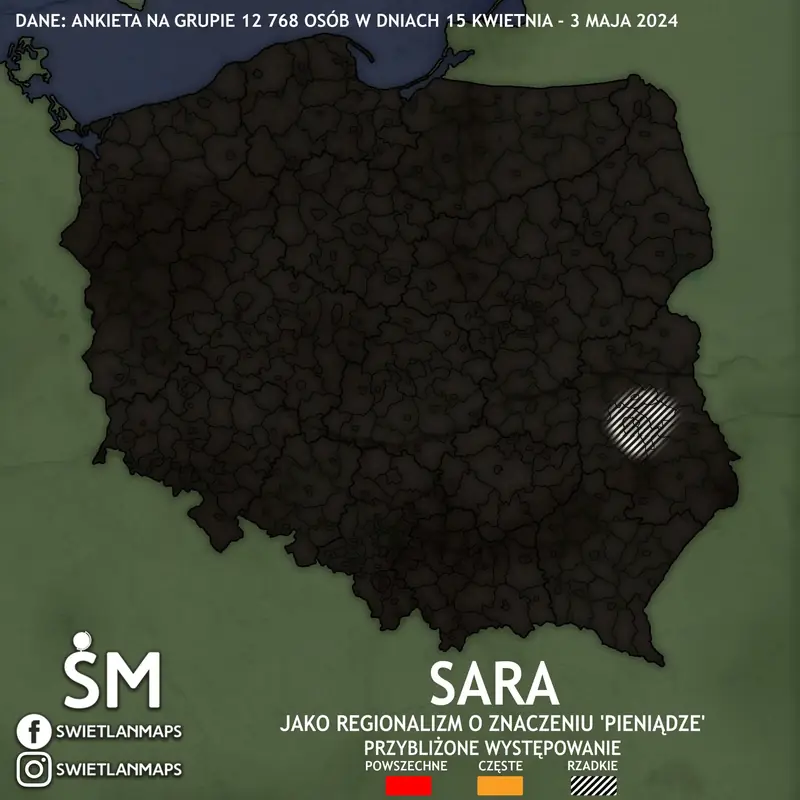 DANE: ANKIETA NA GRUPIE 12 768 OSÓB W DNIACH 15 KWIETNIA - 3 MAJA 2024
ŚM
SWIETLANMAPS
SWIETLANMAPS
SARA
JAKO REGIONALIZM O ZNACZENIU 'PIENIĄDZE'
PRZYBLIŻONE WYSTĘPOWANIE
POWSZECHNE CZĘSTE RZADKIE